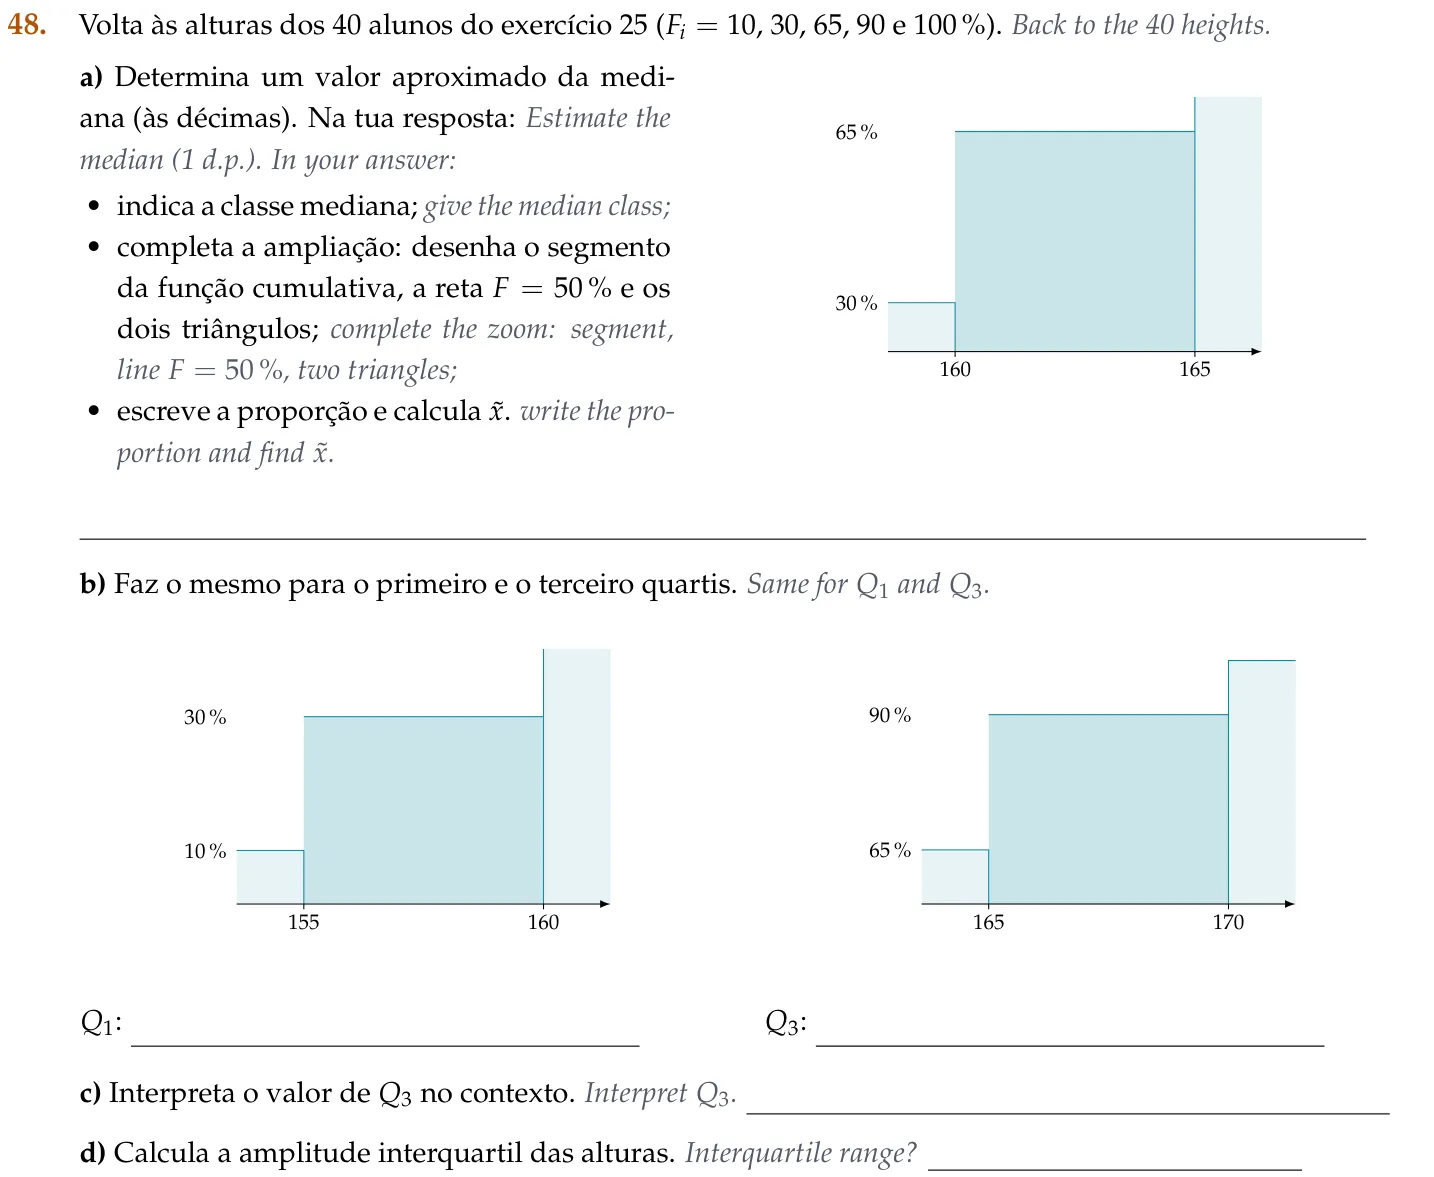 48. Volta às alturas dos 40 alunos do exercício 25 (Fᵢ = 10, 30, 65, 90 e 100 %). Back to the 40 heights.
a) Determina um valor aproximado da medi-
ana (às décimas). Na tua resposta: Estimate the
median (1 d.p.). In your answer:
• indica a classe mediana; give the median class;
• completa a ampliação: desenha o segmento
da função cumulativa, a reta F = 50 % e os
dois triângulos; complete the zoom: segment,
line F = 50 %, two triangles;
• escreve a proporção e calcula x̃. write the pro-
portion and find x̃.
65 %
30 %
160 165
b) Faz o mesmo para o primeiro e o terceiro quartis. Same for Q₁ and Q₃.
30 %
10 %
155 160
90 %
65 %
165 170
Q₁:
Q₃:
c) Interpreta o valor de Q₃ no contexto. Interpret Q₃.
d) Calcula a amplitude interquartil das alturas. Interquartile range?